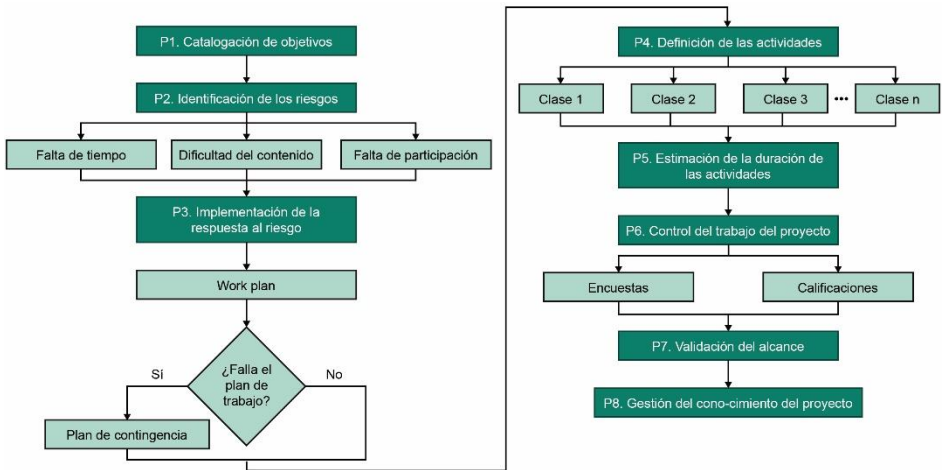 P1. Catalogación de objetivos
P2. Identificación de los riesgos
Falta de tiempo
Dificultad del contenido
Falta de participación
P3. Implementación de la
respuesta al riesgo
Work plan
¿Falla el
plan de
trabajo?
Sí
No
Plan de contingencia
P4. Definición de las actividades
Clase 1
Clase 2
Clase 3
•••
Clase n
P5. Estimación de la duración de
las actividades
P6. Control del trabajo del proyecto
Encuestas
Calificaciones
P7. Validación del alcance
P8. Gestión del cono-cimiento del proyecto